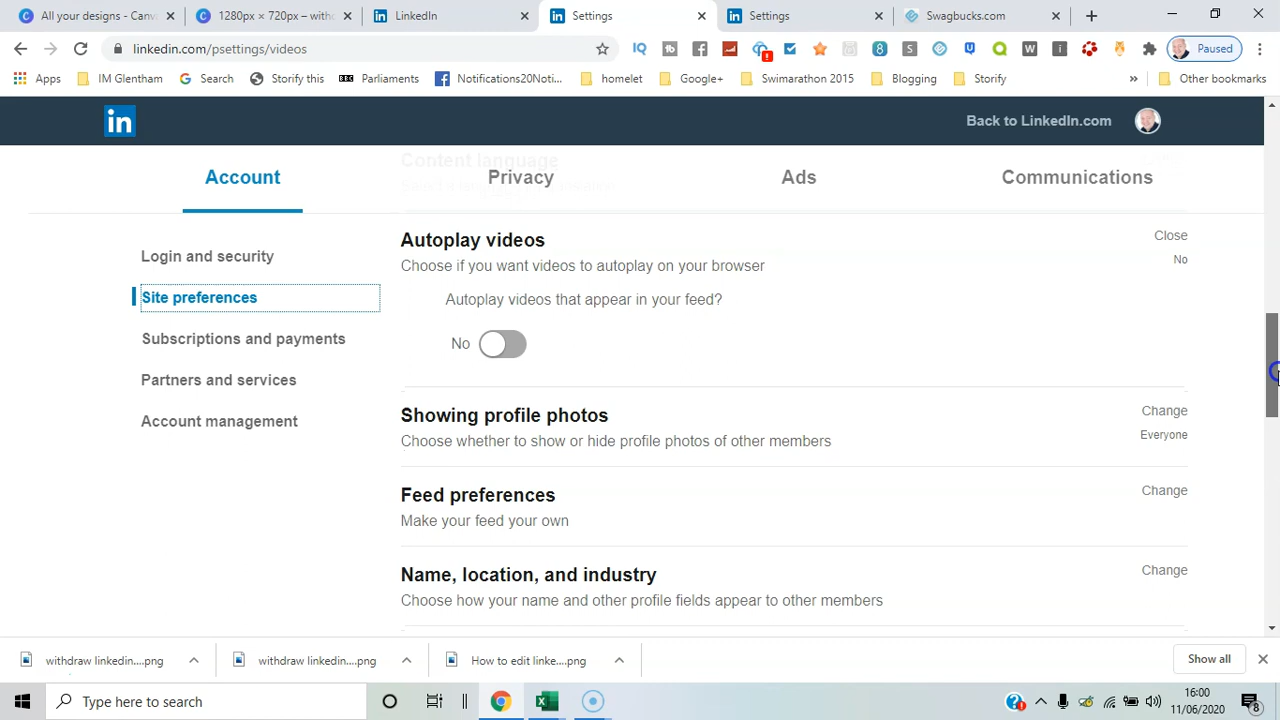 All your designs - Canv
1280px × 720px – with
LinkedIn
Settings
Settings
Swagbucks.com
linkedin.com/psettings/videos
Paused
Apps
IM Glentham
Search
Storify this
Parliaments
Notifications20Noti...
homelet
Google+
Swimarathon 2015
Blogging
Storify
Other bookmarks
in
Back to LinkedIn.com
Content language
Account
Privacy
Ads
Communications
Login and security
Site preferences
Subscriptions and payments
Partners and services
Account management
Autoplay videos
Close
Choose if you want videos to autoplay on your browser
No
Autoplay videos that appear in your feed?
No
Showing profile photos
Change
Choose whether to show or hide profile photos of other members
Everyone
Feed preferences
Change
Make your feed your own
Name, location, and industry
Change
Choose how your name and other profile fields appear to other members
withdraw linkedin....png
withdraw linkedin....png
How to edit linke....png
Show all
Type here to search
16:00
11/06/2020
8